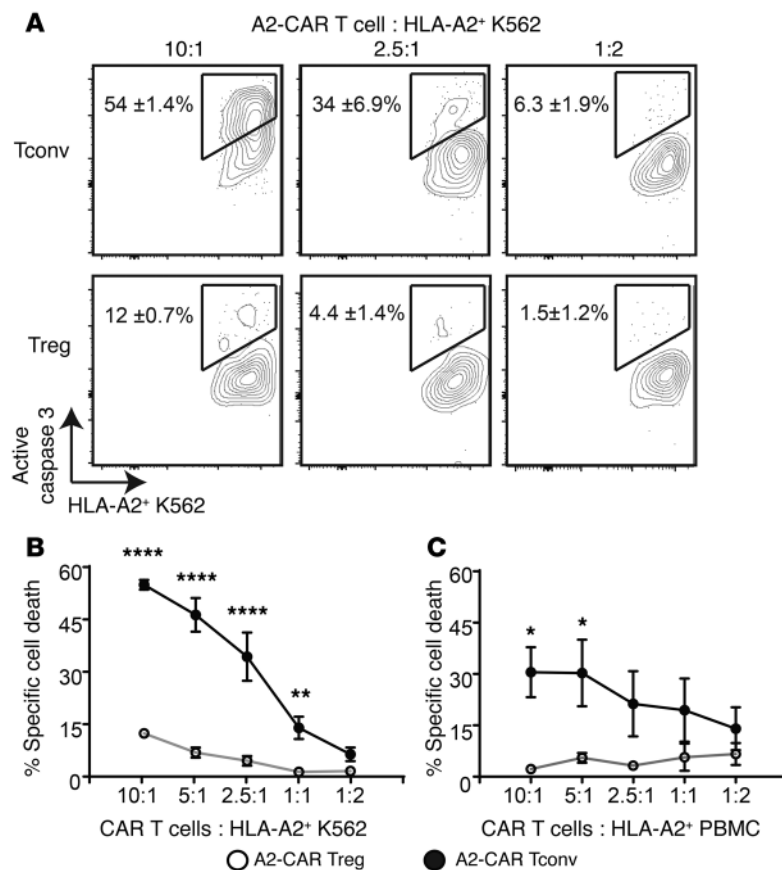 A
A2-CAR T cell : HLA-A2+ K562
10:1 2.5:1 1:2
Tconv
54 ±1.4% 34 ±6.9% 6.3 ±1.9%
Treg
12 ±0.7% 4.4 ±1.4% 1.5±1.2%
Active
caspase 3
HLA-A2+ K562
B
**** **** **** **
% Specific cell death
60
45
30
15
0
10:1 5:1 2.5:1 1:1 1:2
CAR T cells : HLA-A2+ K562
C
* *
% Specific cell death
60
45
30
15
0
10:1 5:1 2.5:1 1:1 1:2
CAR T cells : HLA-A2+ PBMC
A2-CAR Treg A2-CAR Tconv